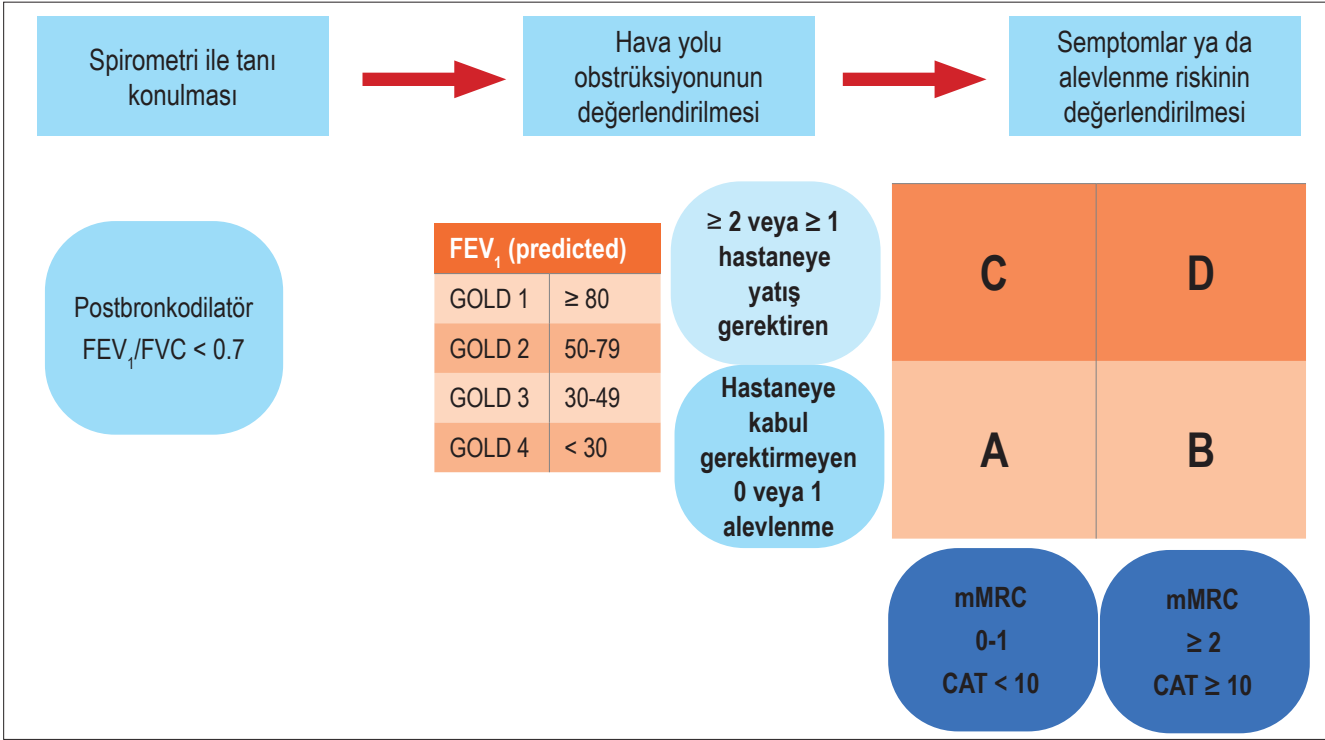 Spirometri ile tanı
konulması
Hava yolu
obstrüksiyonunun
değerlendirilmesi
Semptomlar ya da
alevlenme riskinin
değerlendirilmesi
Postbronkodilatör
FEV₁/FVC < 0.7
FEV₁ (predicted)
GOLD 1 ≥ 80
GOLD 2 50-79
GOLD 3 30-49
GOLD 4 < 30
≥ 2 veya ≥ 1
hastaneye
yatış
gerektiren
Hastaneye
kabul
gerektirmeyen
0 veya 1
alevlenme
C D
A B
mMRC
0-1
CAT < 10
mMRC
≥ 2
CAT ≥ 10